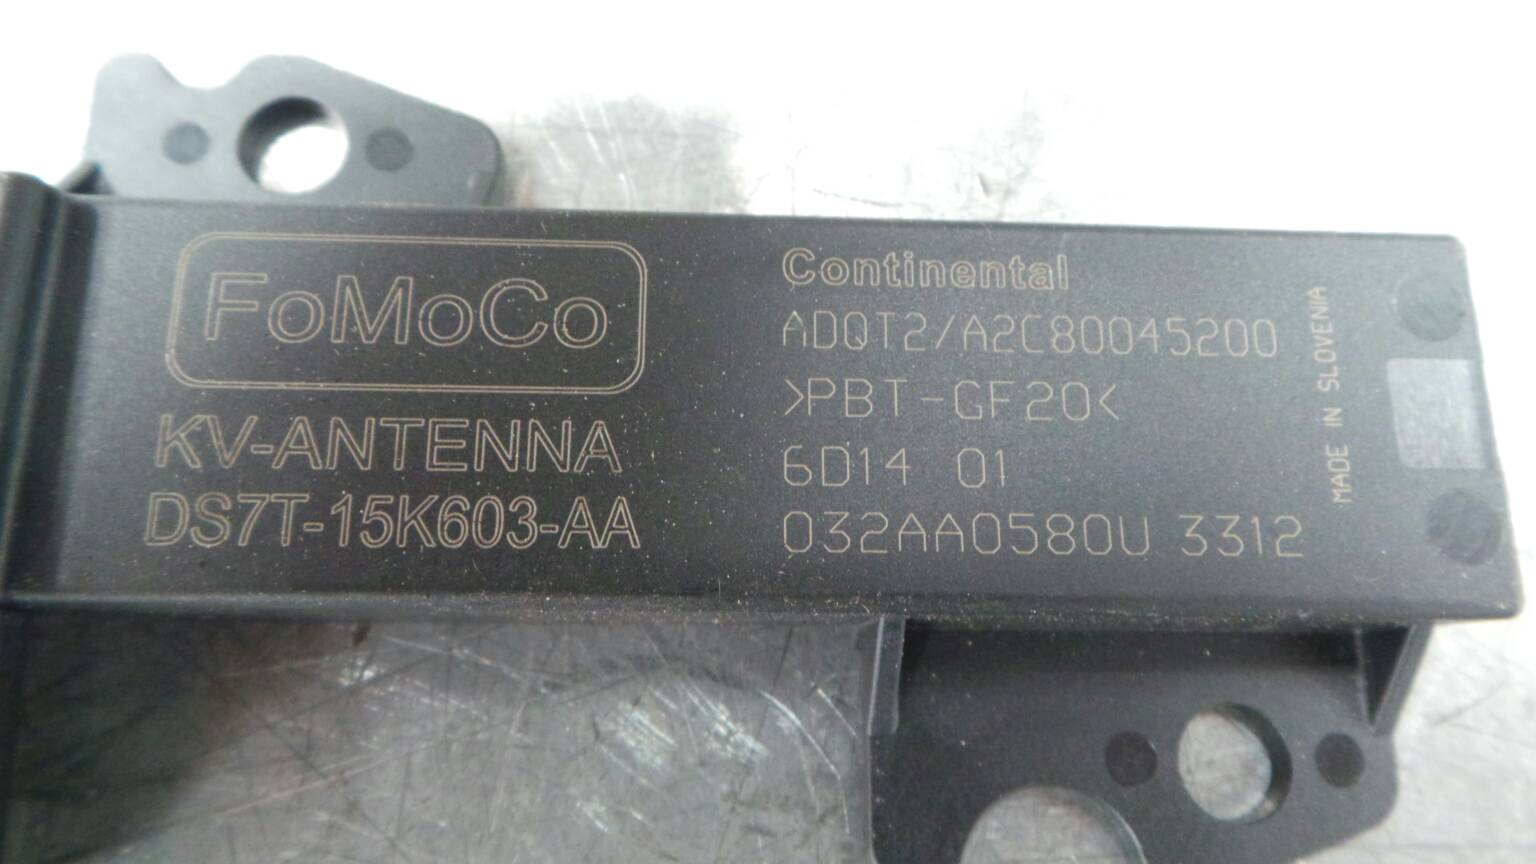 FoMoCo
KV-ANTENNA
DS7T-15K603-AA
Continental
ADQT2/A2C80045200
>PBT-GF20<
6D14 01
032AA0580U 3312
MADE IN SLOVENIA